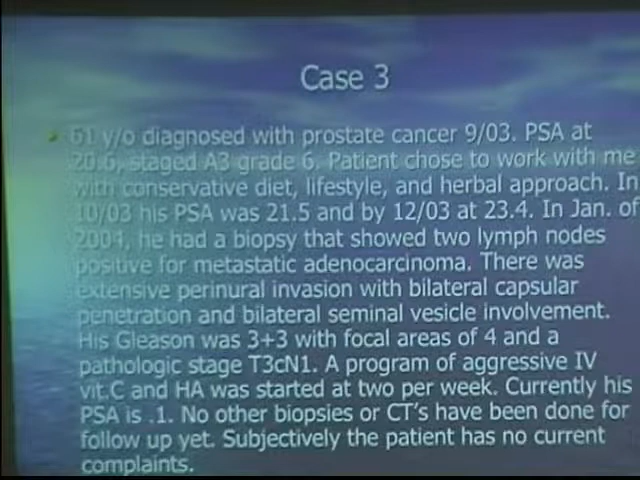 Case 3
61 y/o diagnosed with prostate cancer 9/03. PSA at
20.6, staged A3 grade 6. Patient chose to work with me
with conservative diet, lifestyle, and herbal approach. In
10/03 his PSA was 21.5 and by 12/03 at 23.4. In Jan. of
2004, he had a biopsy that showed two lymph nodes
positive for metastatic adenocarcinoma. There was
extensive perinural invasion with bilateral capsular
penetration and bilateral seminal vesicle involvement.
His Gleason was 3+3 with focal areas of 4 and a
pathologic stage T3cN1. A program of aggressive IV
vit.C and HA was started at two per week. Currently his
PSA is .1. No other biopsies or CT's have been done for
follow up yet. Subjectively the patient has no current
complaints.